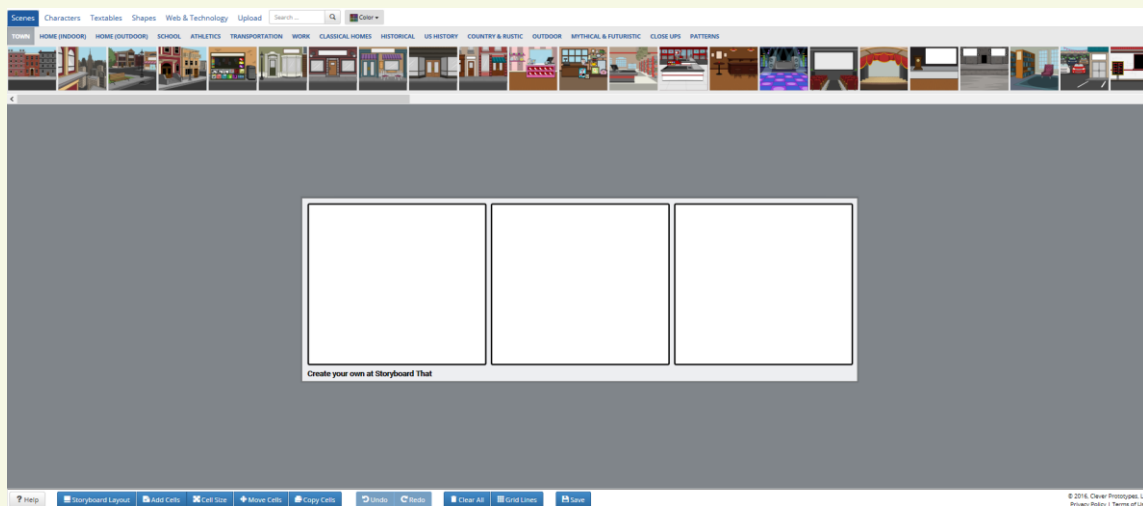 Scenes Characters Textables Shapes Web & Technology Upload Search ... Color
TOWN HOME (INDOOR) HOME (OUTDOOR) SCHOOL ATHLETICS TRANSPORTATION WORK CLASSICAL HOMES HISTORICAL US HISTORY COUNTRY & RUSTIC OUTDOOR MYTHICAL & FUTURISTIC CLOSE UPS PATTERNS
Create your own at Storyboard That
? Help Storyboard Layout Add Cells Cell Size Move Cells Copy Cells Undo Redo Clear All Grid Lines Save
© 2016, Clever Prototypes, L
Privacy Policy | Terms of Us